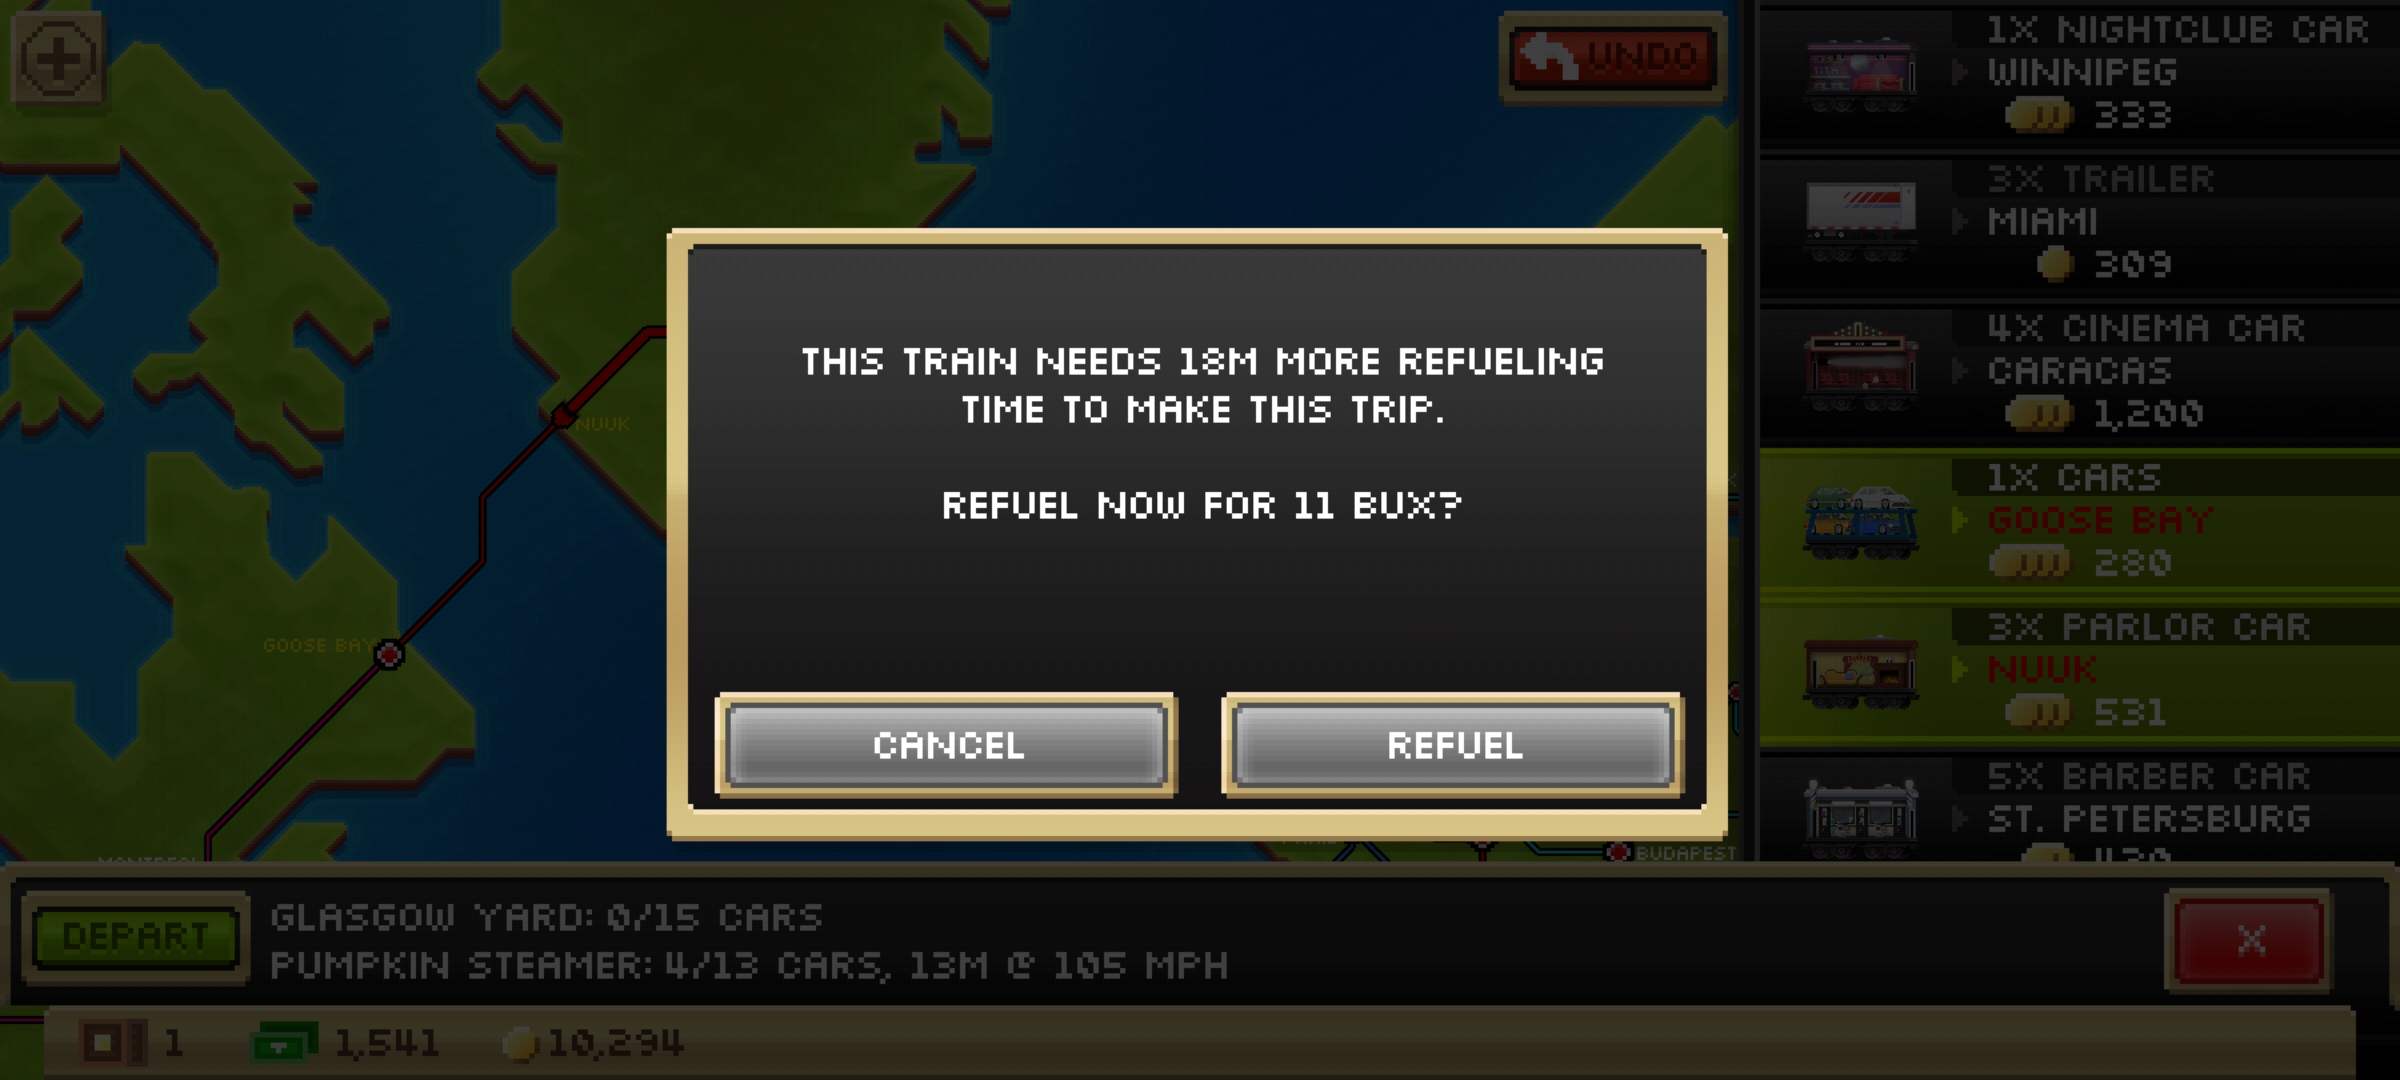 UNDO
1X NIGHTCLUB CAR
WINNIPEG
333
3X TRAILER
MIAMI
309
4X CINEMA CAR
CARACAS
1,200
1X CARS
GOOSE BAY
280
3X PARLOR CAR
NUUK
531
5X BARBER CAR
ST. PETERSBURG
THIS TRAIN NEEDS 18M MORE REFUELING
TIME TO MAKE THIS TRIP.
REFUEL NOW FOR 11 BUX?
CANCEL
REFUEL
NUUK
GOOSE BAY
MONTREAL
BUDAPEST
DEPART
GLASGOW YARD: 0/15 CARS
PUMPKIN STEAMER: 4/13 CARS, 13M @ 105 MPH
X
1
1,541
10,294